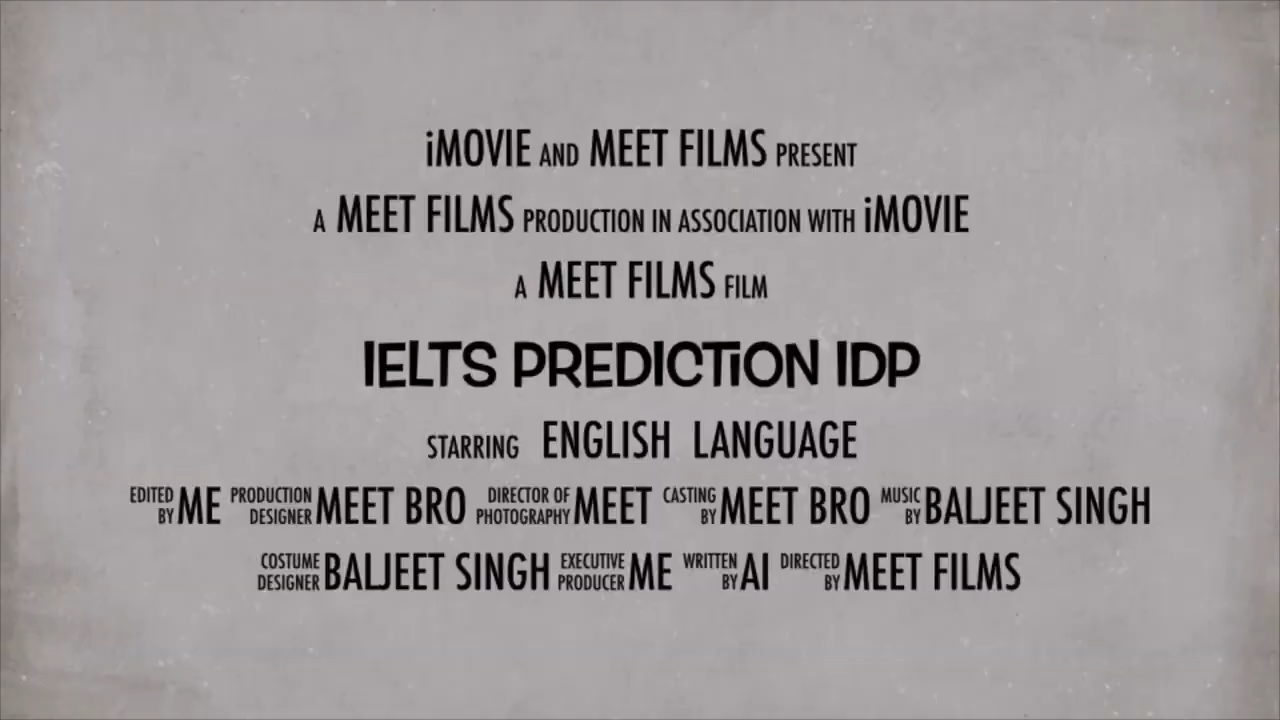 iMOVIE AND MEET FILMS PRESENT
A MEET FILMS PRODUCTION IN ASSOCIATION WITH iMOVIE
A MEET FILMS FILM
IELTS PREDICTiON IDP
STARRING ENGLISH LANGUAGE
EDITED BY ME PRODUCTION DESIGNER MEET BRO DIRECTOR OF PHOTOGRAPHY MEET CASTING BY MEET BRO MUSIC BY BALJEET SINGH
COSTUME DESIGNER BALJEET SINGH EXECUTIVE PRODUCER ME WRITTEN BY AI DIRECTED BY MEET FILMS